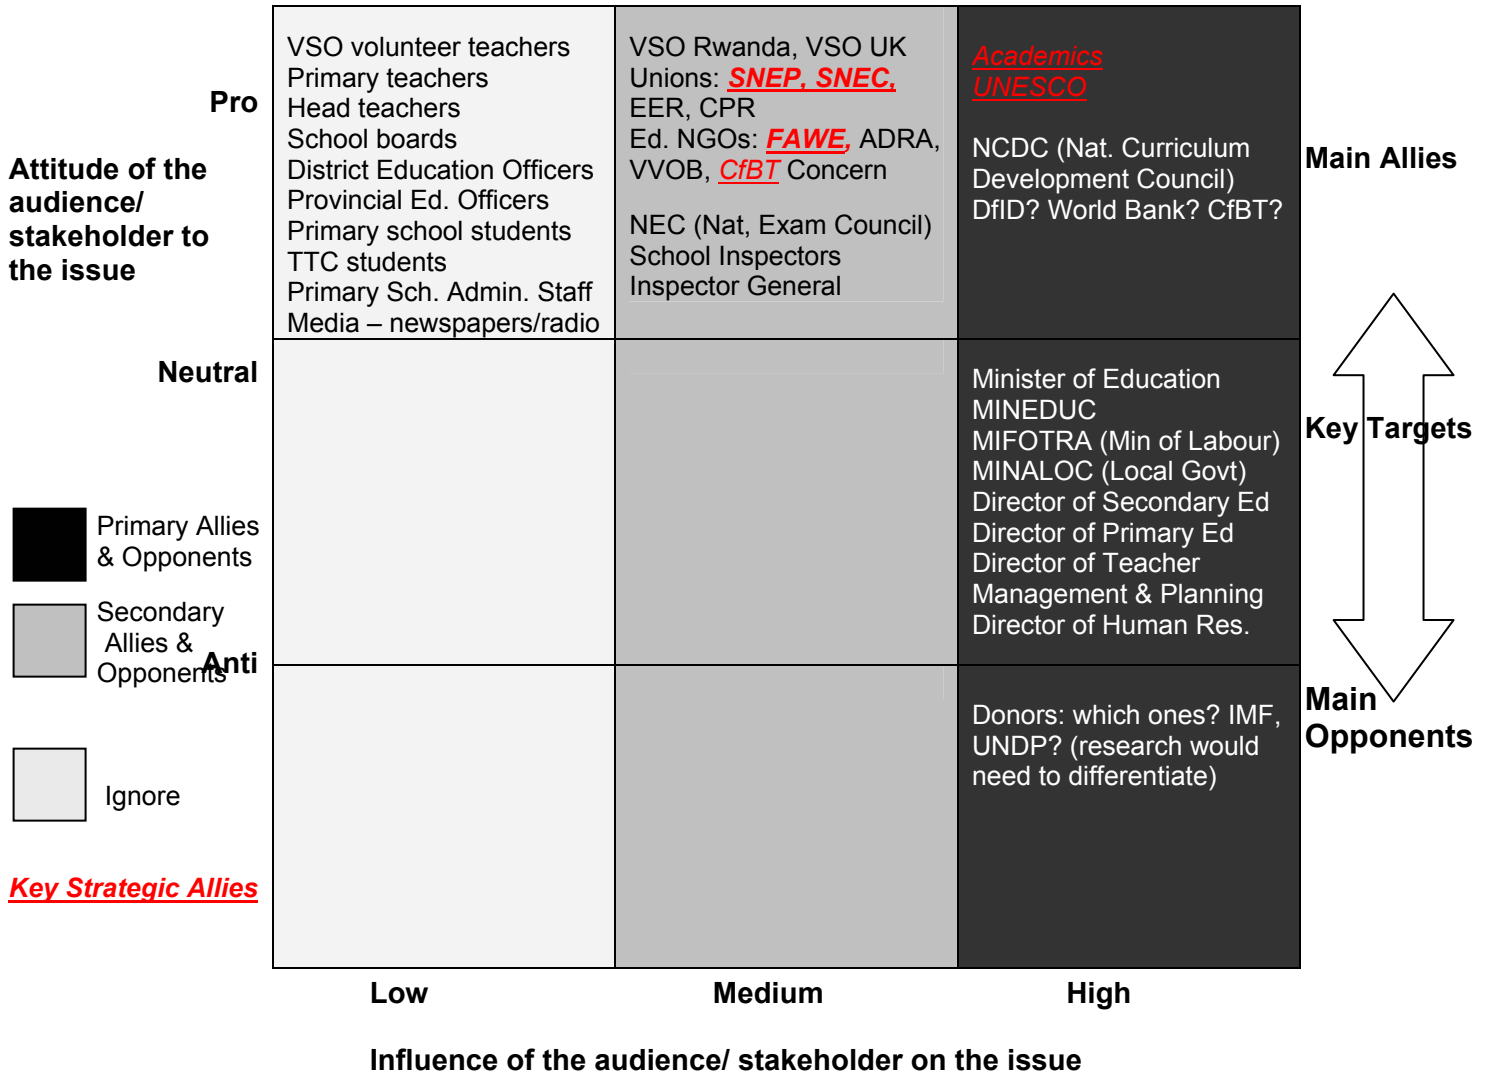 Pro
Attitude of the
audience/
stakeholder to
the issue
Neutral
Primary Allies
& Opponents
Secondary
Allies &
Opponents
Anti
Ignore
Key Strategic Allies
VSO volunteer teachers
Primary teachers
Head teachers
School boards
District Education Officers
Provincial Ed. Officers
Primary school students
TTC students
Primary Sch. Admin. Staff
Media – newspapers/radio
VSO Rwanda, VSO UK
Unions: SNEP, SNEC,
EER, CPR
Ed. NGOs: FAWE, ADRA,
VVOB, CfBT Concern
NEC (Nat, Exam Council)
School Inspectors
Inspector General
Academics
UNESCO
NCDC (Nat. Curriculum
Development Council)
DfID? World Bank? CfBT?
Minister of Education
MINEDUC
MIFOTRA (Min of Labour)
MINALOC (Local Govt)
Director of Secondary Ed
Director of Primary Ed
Director of Teacher
Management & Planning
Director of Human Res.
Donors: which ones? IMF,
UNDP? (research would
need to differentiate)
Main Allies
Key Targets
Main
Opponents
Low
Medium
High
Influence of the audience/ stakeholder on the issue